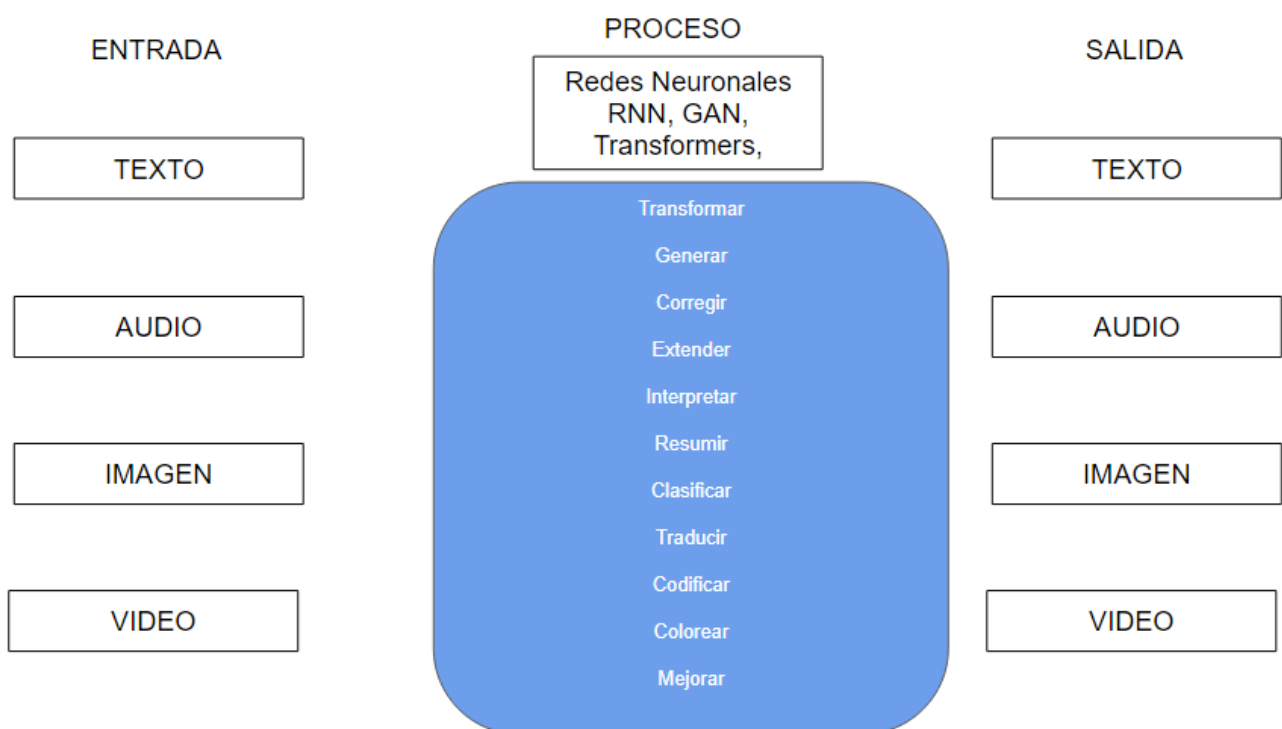 ENTRADA
PROCESO
SALIDA
Redes Neuronales
RNN, GAN,
Transformers,
TEXTO
AUDIO
IMAGEN
VIDEO
Transformar
Generar
Corregir
Extender
Interpretar
Resumir
Clasificar
Traducir
Codificar
Colorear
Mejorar
TEXTO
AUDIO
IMAGEN
VIDEO